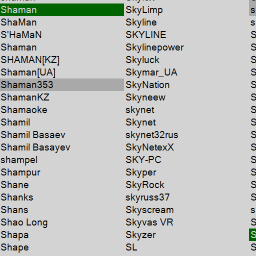 Shaman
ShaMan
S'HaMaN
Shaman
SHAMAN[KZ]
Shaman[UA]
Shaman353
ShamanKZ
Shamaoke
Shamil
Shamil Basaev
Shamil Basayev
shampel
Shampur
Shane
Shanks
Shans
Shao Long
Shapa
Shape
SkyLimp
Skyline
SKYLINE
Skylinepower
Skyluck
Skymar_UA
SkyNation
Skyneew
skynet
Skynet
skynet32rus
SkyNetexX
SKY-PC
Skyper
SkyRock
skyruss37
Skyscream
Skyvas VR
Skyzer
SL